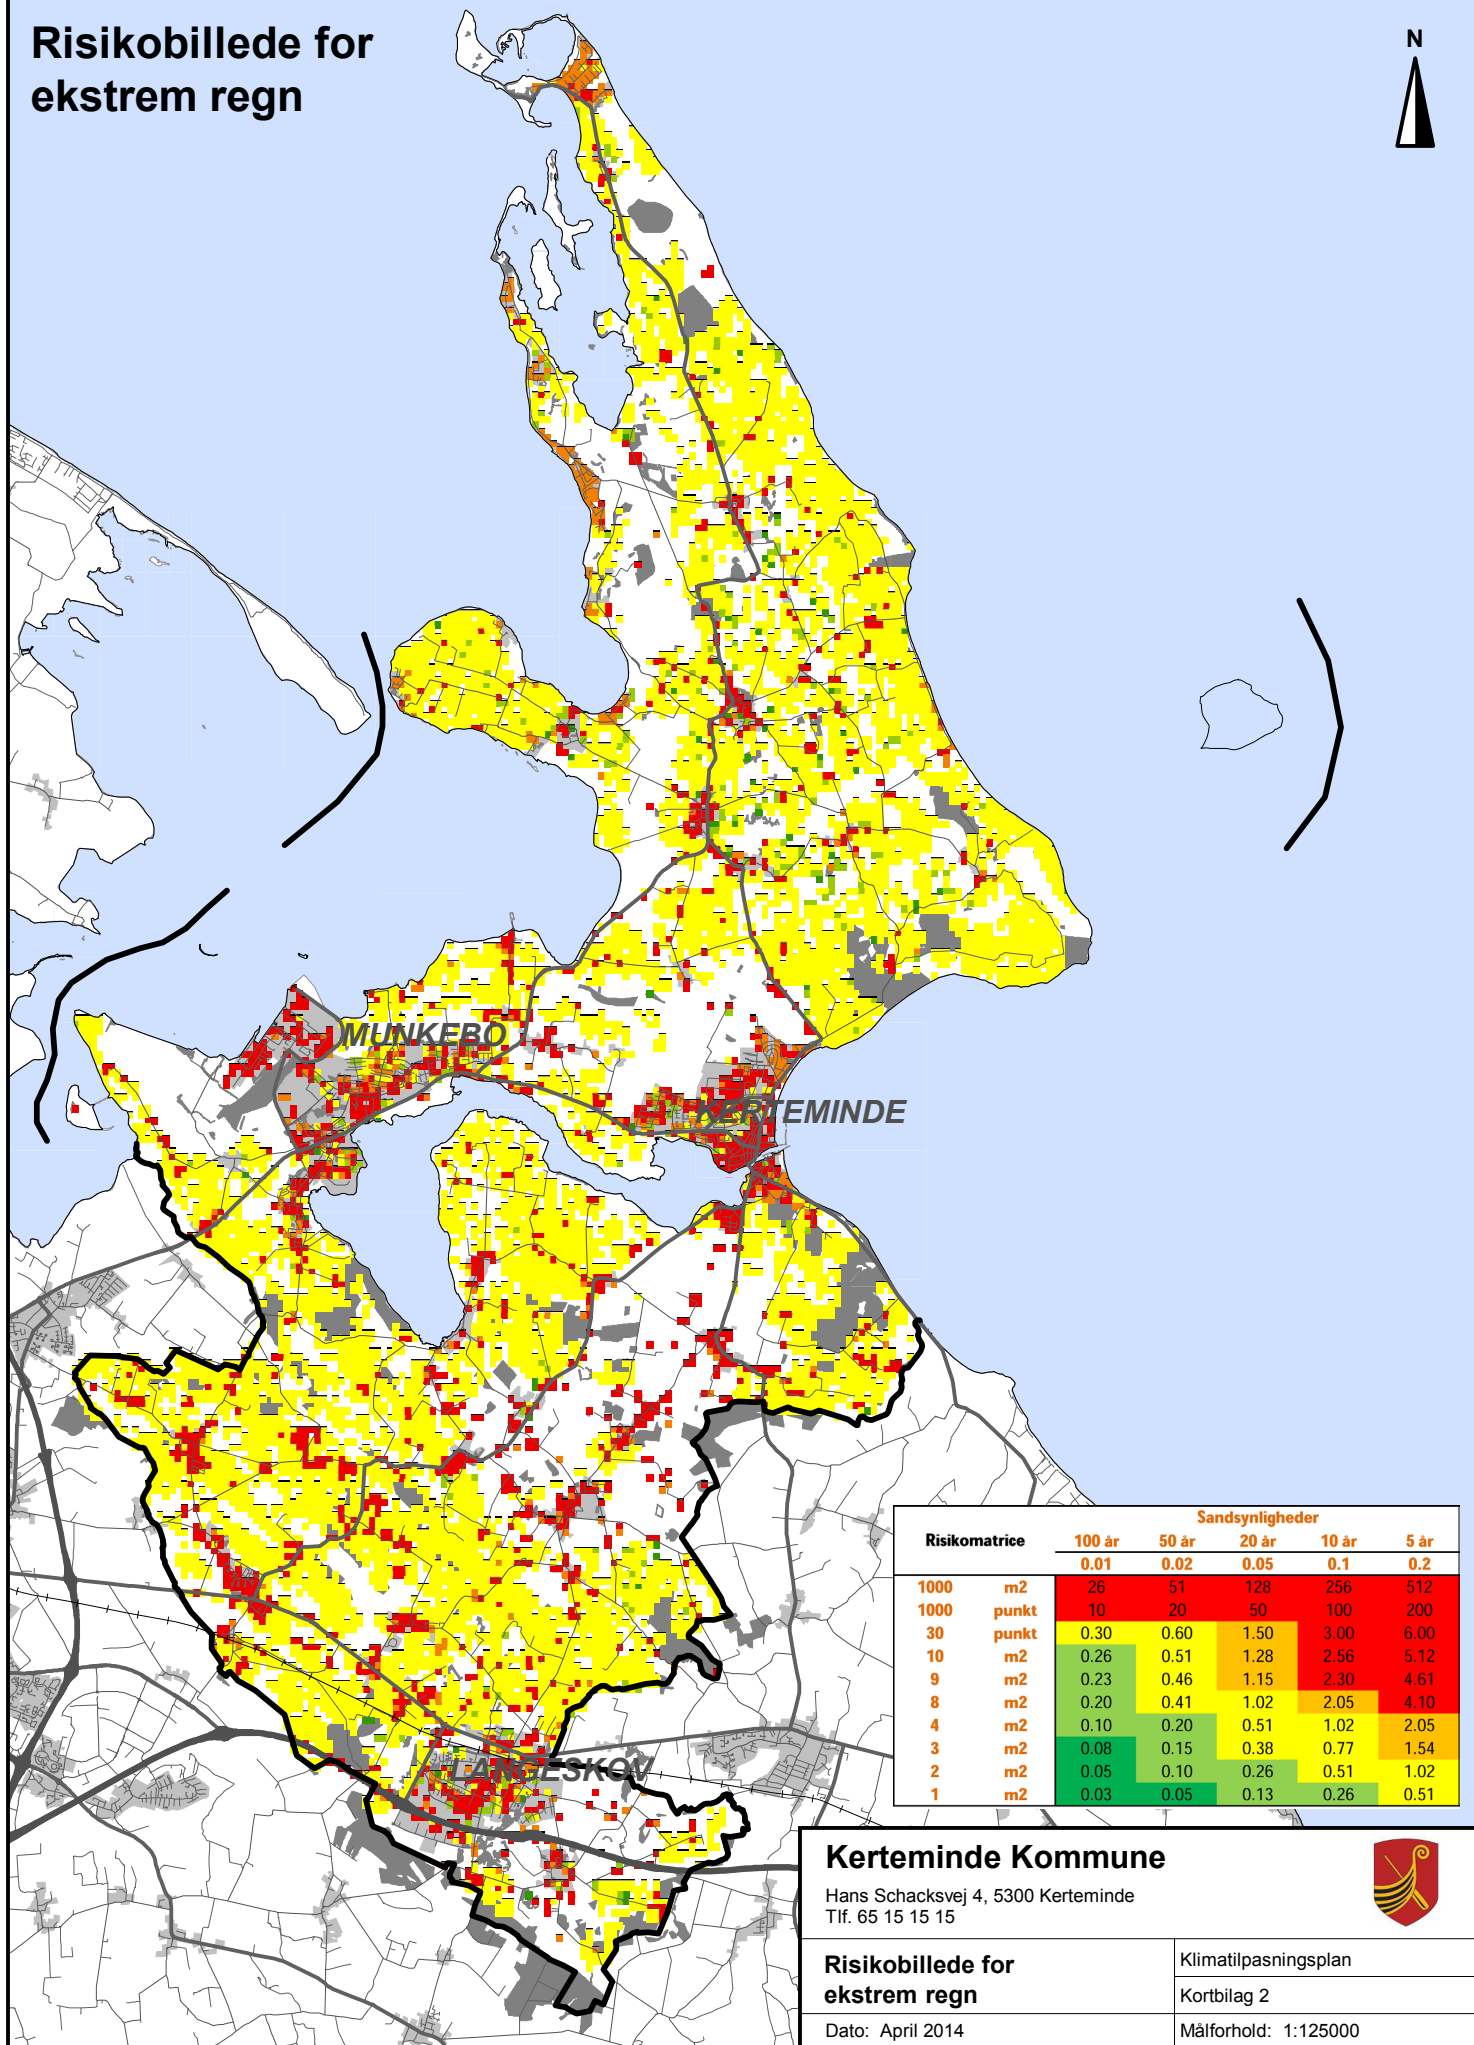 Risikobillede for
ekstrem regn
N
MUNKEBO
KERTEMINDE
LANGESKOV
Sandsynligheder
Risikomatrice 100 år 50 år 20 år 10 år 5 år
0.01 0.02 0.05 0.1 0.2
1000 m2 26 51 128 256 512
1000 punkt 10 20 50 100 200
30 punkt 0.30 0.60 1.50 3.00 6.00
10 m2 0.26 0.51 1.28 2.56 5.12
9 m2 0.23 0.46 1.15 2.30 4.61
8 m2 0.20 0.41 1.02 2.05 4.10
4 m2 0.10 0.20 0.51 1.02 2.05
3 m2 0.08 0.15 0.38 0.77 1.54
2 m2 0.05 0.10 0.26 0.51 1.02
1 m2 0.03 0.05 0.13 0.26 0.51
Kerteminde Kommune
Hans Schacksvej 4, 5300 Kerteminde
Tlf. 65 15 15 15
Risikobillede for
ekstrem regn
Klimatilpasningsplan
Kortbilag 2
Dato: April 2014
Målforhold: 1:125000